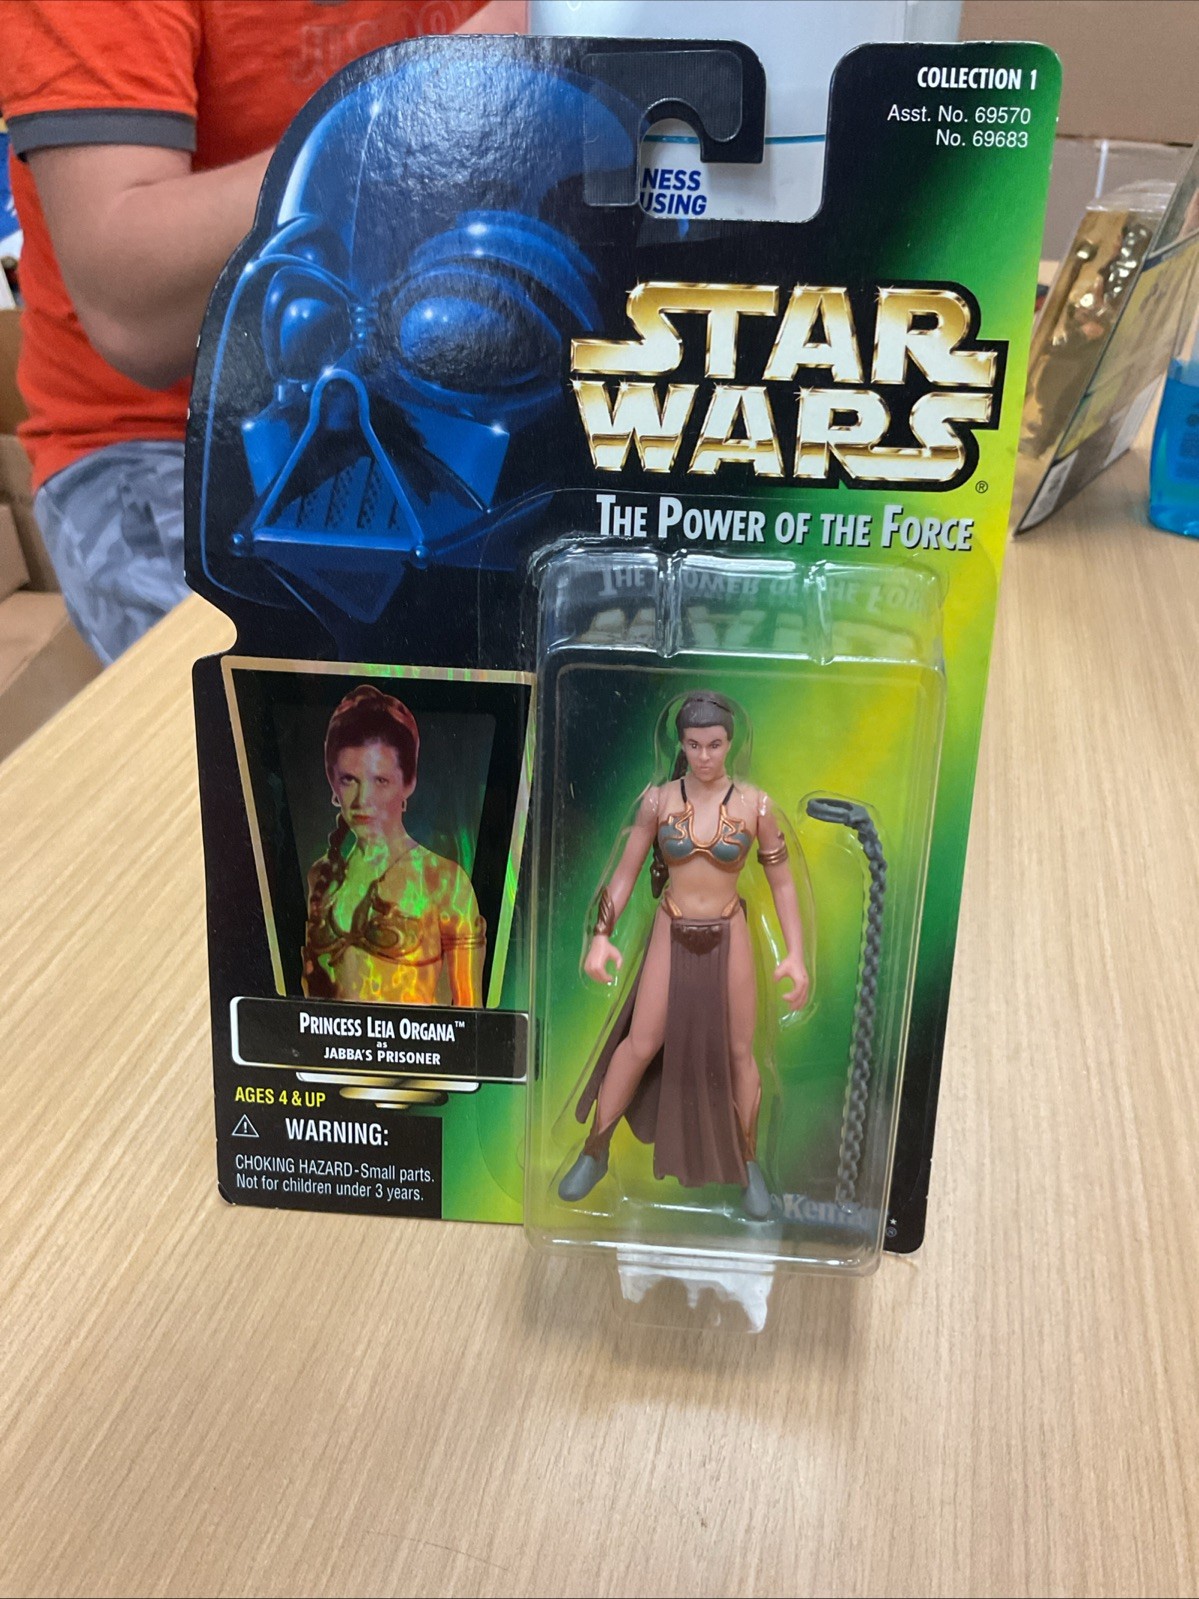 COLLECTION 1
Asst. No. 69570
No. 69683
NESS
USING
STAR
WARS®
THE POWER OF THE FORCE
PRINCESS LEIA ORGANA™
as
JABBA'S PRISONER
AGES 4 & UP
WARNING:
CHOKING HAZARD-Small parts.
Not for children under 3 years.